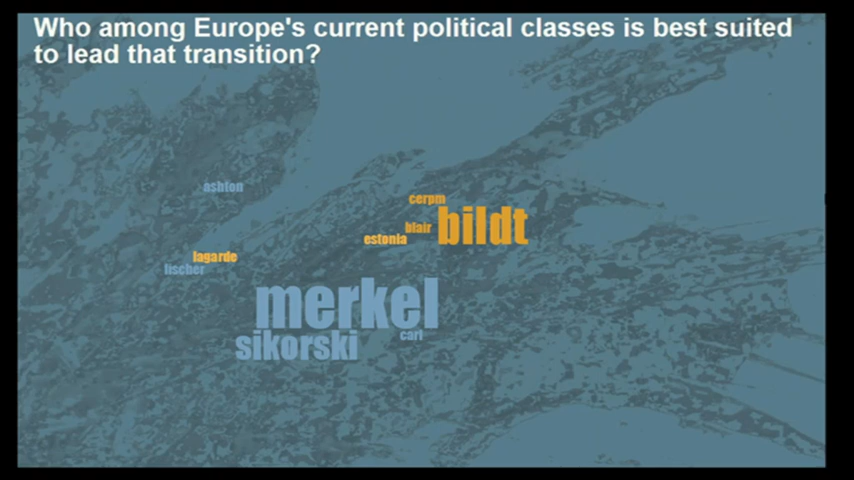 Who among Europe's current political classes is best suited
to lead that transition?
ashton
cerpm
blair
bildt
estonia
lagarde
lischer
merkel
carl
sikorski